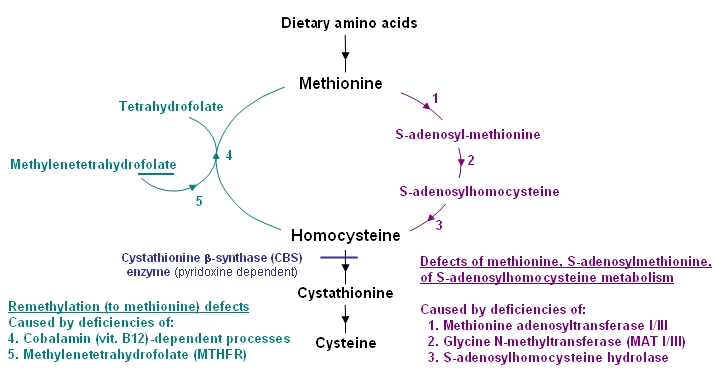 Dietary amino acids
Methionine
1
Tetrahydrofolate
S-adenosyl-methionine
4
2
Methylenetetrahydrofolate
5
S-adenosylhomocysteine
3
Homocysteine
Cystathionine β-synthase (CBS)
enzyme (pyridoxine dependent)
Cystathionine
Cysteine
Defects of methionine, S-adenosylmethionine,
of S-adenosylhomocysteine metabolism
Caused by deficiencies of:
1. Methionine adenosyltransferase I/III
2. Glycine N-methyltransferase (MAT I/III)
3. S-adenosylhomocysteine hydrolase
Remethylation (to methionine) defects
Caused by deficiencies of:
4. Cobalamin (vit. B12)-dependent processes
5. Methylenetetrahydrofolate (MTHFR)